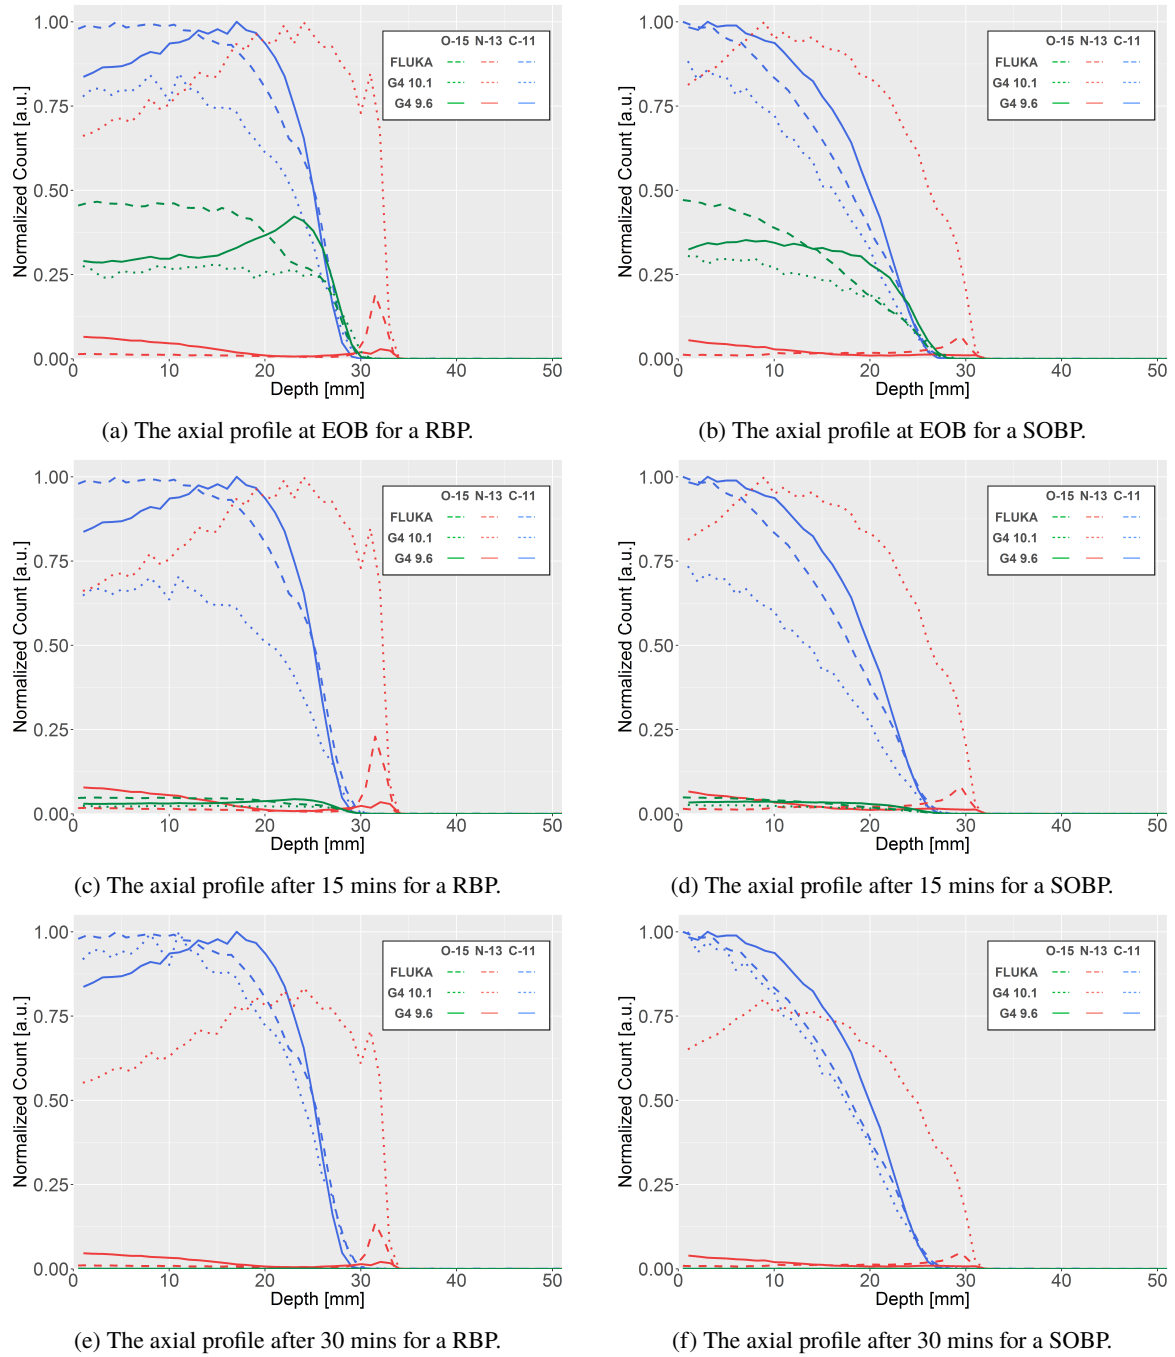 1.00
0.75
0.50
0.25
0.00
Normalized Count [a.u.]
0 10 20 30 40 50
Depth [mm]
O-15 N-13 C-11
FLUKA
G4 10.1
G4 9.6
(a) The axial profile at EOB for a RBP.
1.00
0.75
0.50
0.25
0.00
Normalized Count [a.u.]
0 10 20 30 40 50
Depth [mm]
O-15 N-13 C-11
FLUKA
G4 10.1
G4 9.6
(b) The axial profile at EOB for a SOBP.
1.00
0.75
0.50
0.25
0.00
Normalized Count [a.u.]
0 10 20 30 40 50
Depth [mm]
O-15 N-13 C-11
FLUKA
G4 10.1
G4 9.6
(c) The axial profile after 15 mins for a RBP.
1.00
0.75
0.50
0.25
0.00
Normalized Count [a.u.]
0 10 20 30 40 50
Depth [mm]
O-15 N-13 C-11
FLUKA
G4 10.1
G4 9.6
(d) The axial profile after 15 mins for a SOBP.
1.00
0.75
0.50
0.25
0.00
Normalized Count [a.u.]
0 10 20 30 40 50
Depth [mm]
O-15 N-13 C-11
FLUKA
G4 10.1
G4 9.6
(e) The axial profile after 30 mins for a RBP.
1.00
0.75
0.50
0.25
0.00
Normalized Count [a.u.]
0 10 20 30 40 50
Depth [mm]
O-15 N-13 C-11
FLUKA
G4 10.1
G4 9.6
(f) The axial profile after 30 mins for a SOBP.